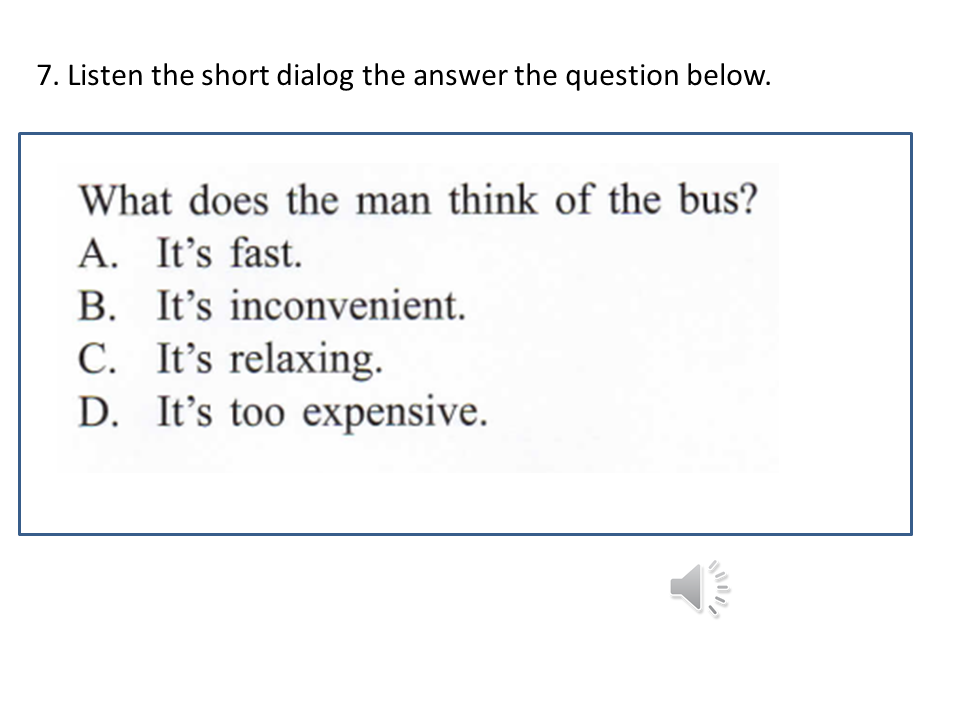 7. Listen the short dialog the answer the question below.
What does the man think of the bus?
A. It's fast.
B. It's inconvenient.
C. It's relaxing.
D. It's too expensive.